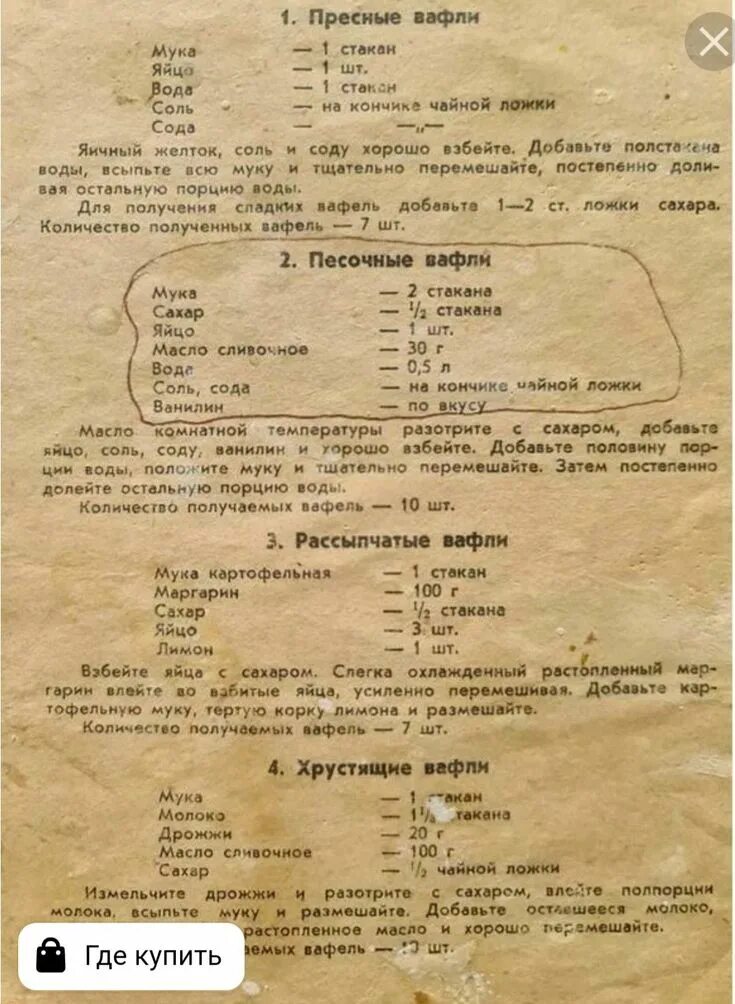 1. Пресные вафли
Мука — 1 стакан
Яйцо — 1 шт.
Вода — 1 стакан
Соль — на кончике чайной ложки
Сода — —„—
Яичный желток, соль и соду хорошо взбейте. Добавьте полстакана
воды, всыпьте всю муку и тщательно перемешайте, постепенно доли-
вая остальную порцию воды.
Для получения сладких вафель добавьте 1—2 ст. ложки сахара.
Количество полученных вафель — 7 шт.
2. Песочные вафли
Мука — 2 стакана
Сахар — 1/2 стакана
Яйцо — 1 шт.
Масло сливочное — 30 г
Вода — 0,5 л
Соль, сода — на кончике чайной ложки
Ванилин — по вкусу
Масло комнатной температуры разотрите с сахаром, добавьте
яйцо, соль, соду, ванилин и хорошо взбейте. Добавьте половину пор-
ции воды, положите муку и тщательно перемешайте. Затем постепенно
долейте остальную порцию воды.
Количество получаемых вафель — 10 шт.
3. Рассыпчатые вафли
Мука картофельная — 1 стакан
Маргарин — 100 г
Сахар — 1/2 стакана
Яйцо — 3 шт.
Лимон — 1 шт.
Взбейте яйца с сахаром. Слегка охлажденный растопленный мар-
гарин влейте во взбитые яйца, усиленно перемешивая. Добавьте кар-
тофельную муку, тертую корку лимона и размешайте.
Количество получаемых вафель — 7 шт.
4. Хрустящие вафли
Мука — 1 стакан
Молоко — 1 1/2 стакана
Дрожжи — 20 г
Масло сливочное — 100 г
Сахар — 1/2 чайной ложки
Измельчите дрожжи и разотрите с сахаром, влейте полпорции
молока, всыпьте муку и размешайте. Добавьте оставшееся молоко,
растопленное масло и хорошо перемешайте.
аемых вафель — шт.
Где купить